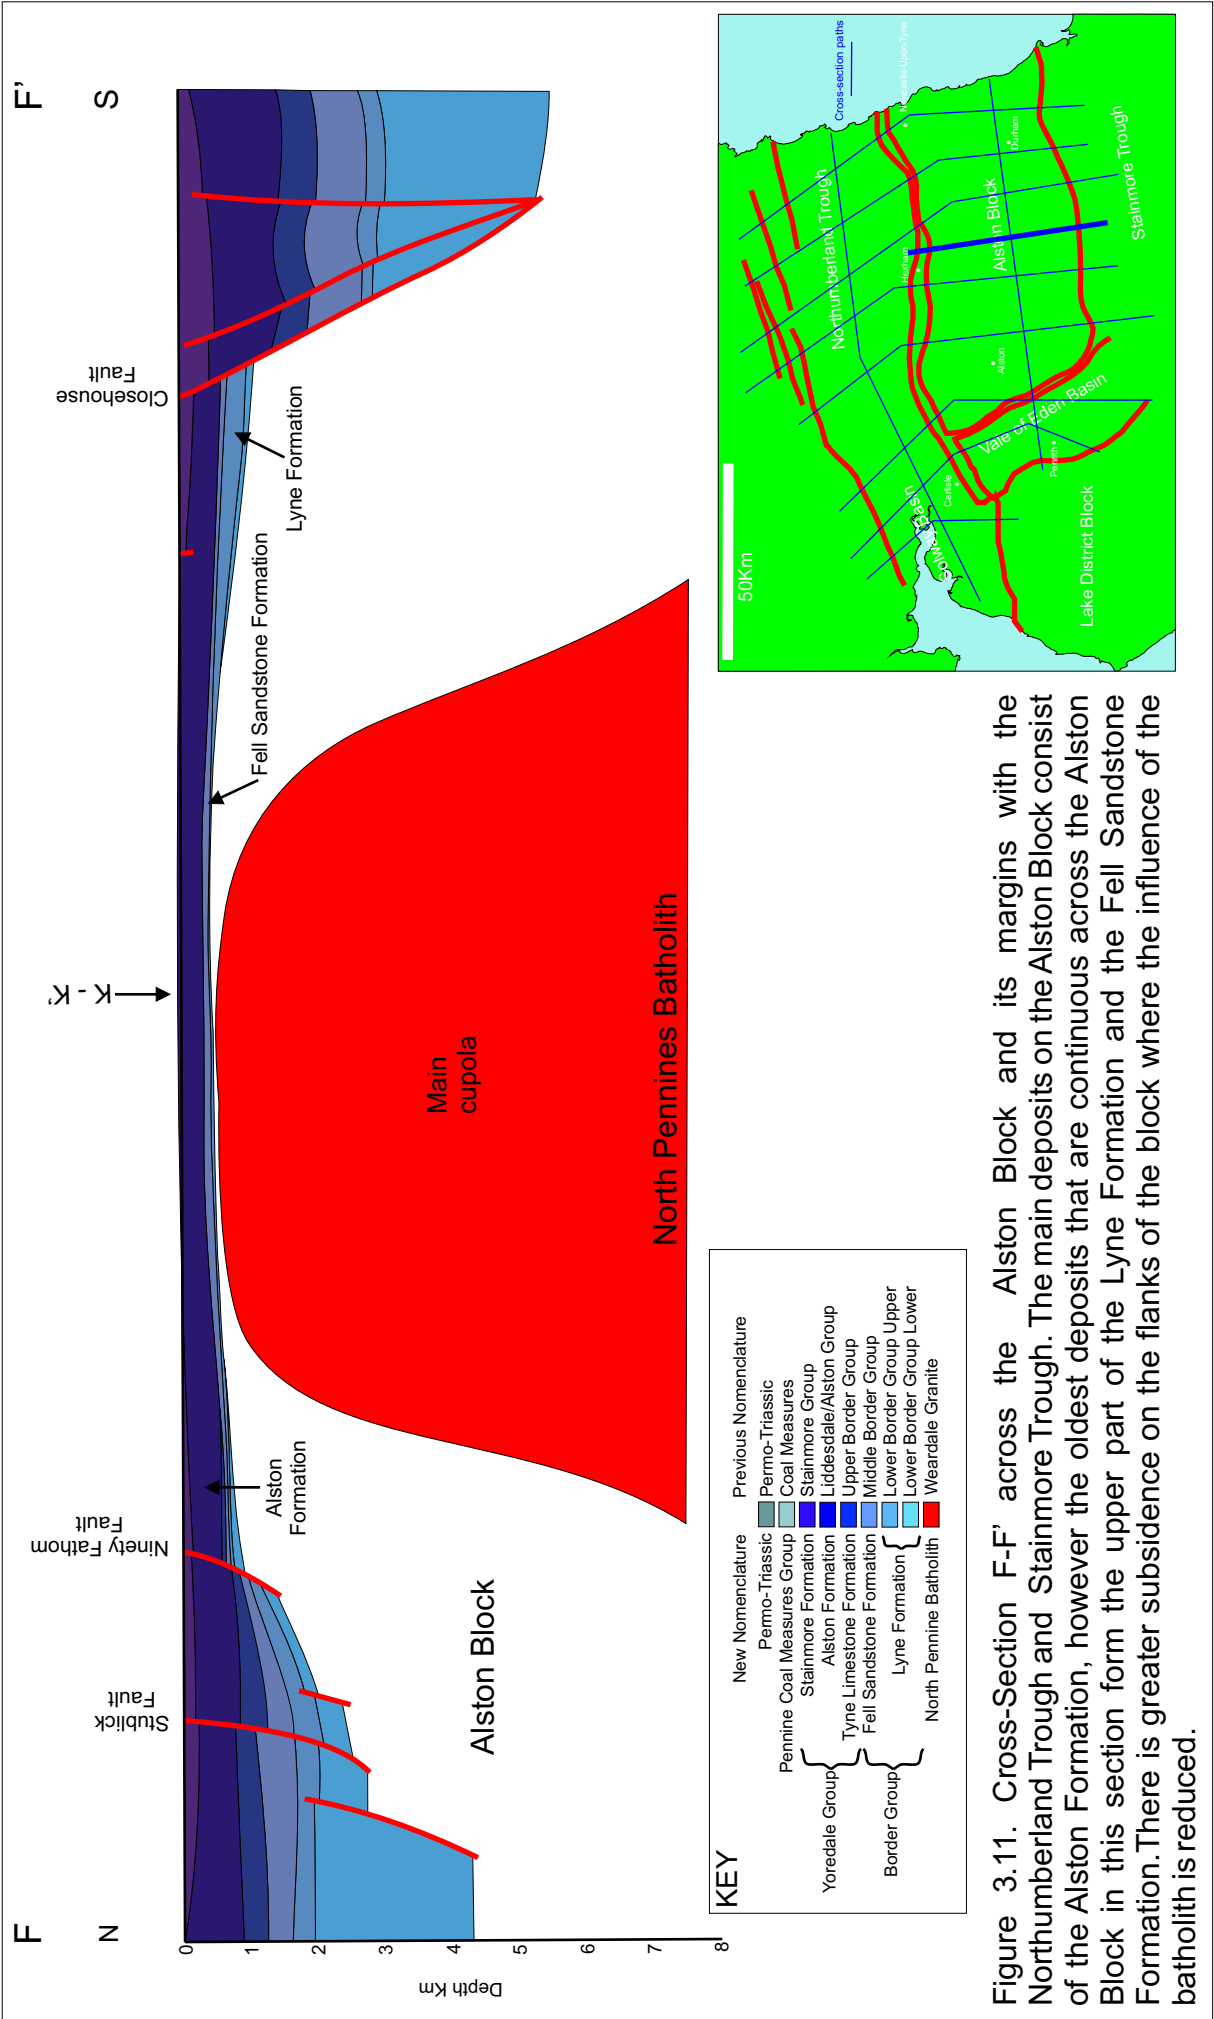 F
F'
N
S
Stublick
Fault
Ninety Fathom
Fault
K - K'
Closehouse
Fault
0
1
2
3
4
5
6
7
8
Depth Km
Alston
Formation
Fell Sandstone Formation
Lyne Formation
Main
cupola
Alston Block
North Pennines Batholith
KEY
New Nomenclature
Previous Nomenclature
Permo-Triassic
Permo-Triassic
Pennine Coal Measures Group
Coal Measures
Yoredale Group
Stainmore Formation
Stainmore Group
Alston Formation
Liddesdale/Alston Group
Tyne Limestone Formation
Upper Border Group
Border Group
Fell Sandstone Formation
Middle Border Group
Lyne Formation
Lower Border Group Upper
Lower Border Group Lower
North Pennine Batholith
Weardale Granite
50Km
Cross-section paths
Newcastle-Upon-Tyne
Northumberland Trough
Hexham
Durham
Solway Basin
Carlisle
Alston
Alston Block
Vale of Eden Basin
Penrith
Stainmore Trough
Lake District Block
Figure 3.11. Cross-Section F-F' across the Alston Block and its margins with the
Northumberland Trough and Stainmore Trough. The main deposits on the Alston Block consist
of the Alston Formation, however the oldest deposits that are continuous across the Alston
Block in this section form the upper part of the Lyne Formation and the Fell Sandstone
Formation. There is greater subsidence on the flanks of the block where the influence of the
batholith is reduced.